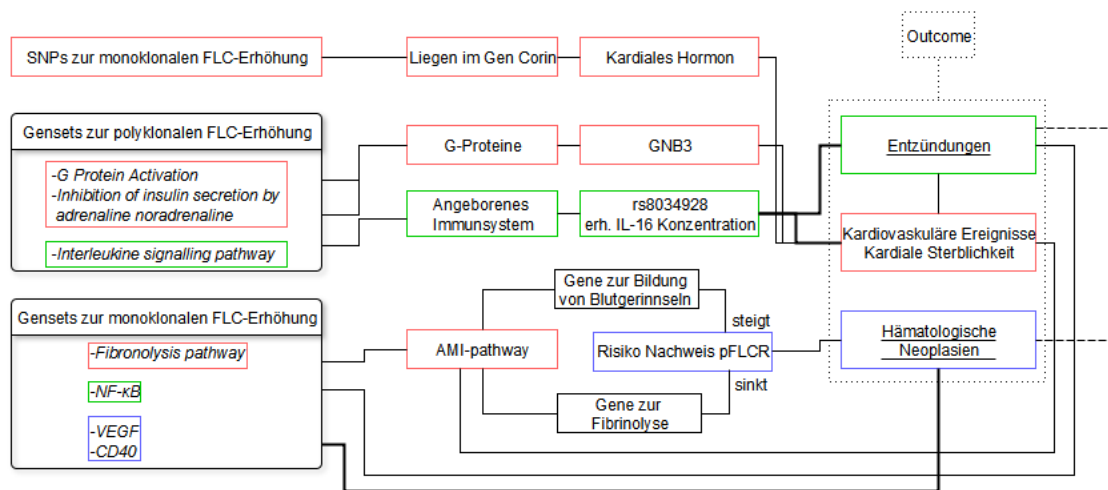 Outcome
SNPs zur monoklonalen FLC-Erhöhung
Liegen im Gen Corin
Kardiales Hormon
Gensets zur polyklonalen FLC-Erhöhung
-G Protein Activation
-Inhibition of insulin secretion by
adrenaline noradrenaline
-Interleukine signalling pathway
G-Proteine
GNB3
Angeborenes
Immunsystem
rs8034928
erh. IL-16 Konzentration
Entzündungen
Kardiovaskuläre Ereignisse
Kardiale Sterblichkeit
Hämatologische
Neoplasien
Gensets zur monoklonalen FLC-Erhöhung
-Fibronolysis pathway
-NF-κB
-VEGF
-CD40
AMI-pathway
Gene zur Bildung
von Blutgerinnseln
steigt
Risiko Nachweis pFLCR
sinkt
Gene zur
Fibrinolyse